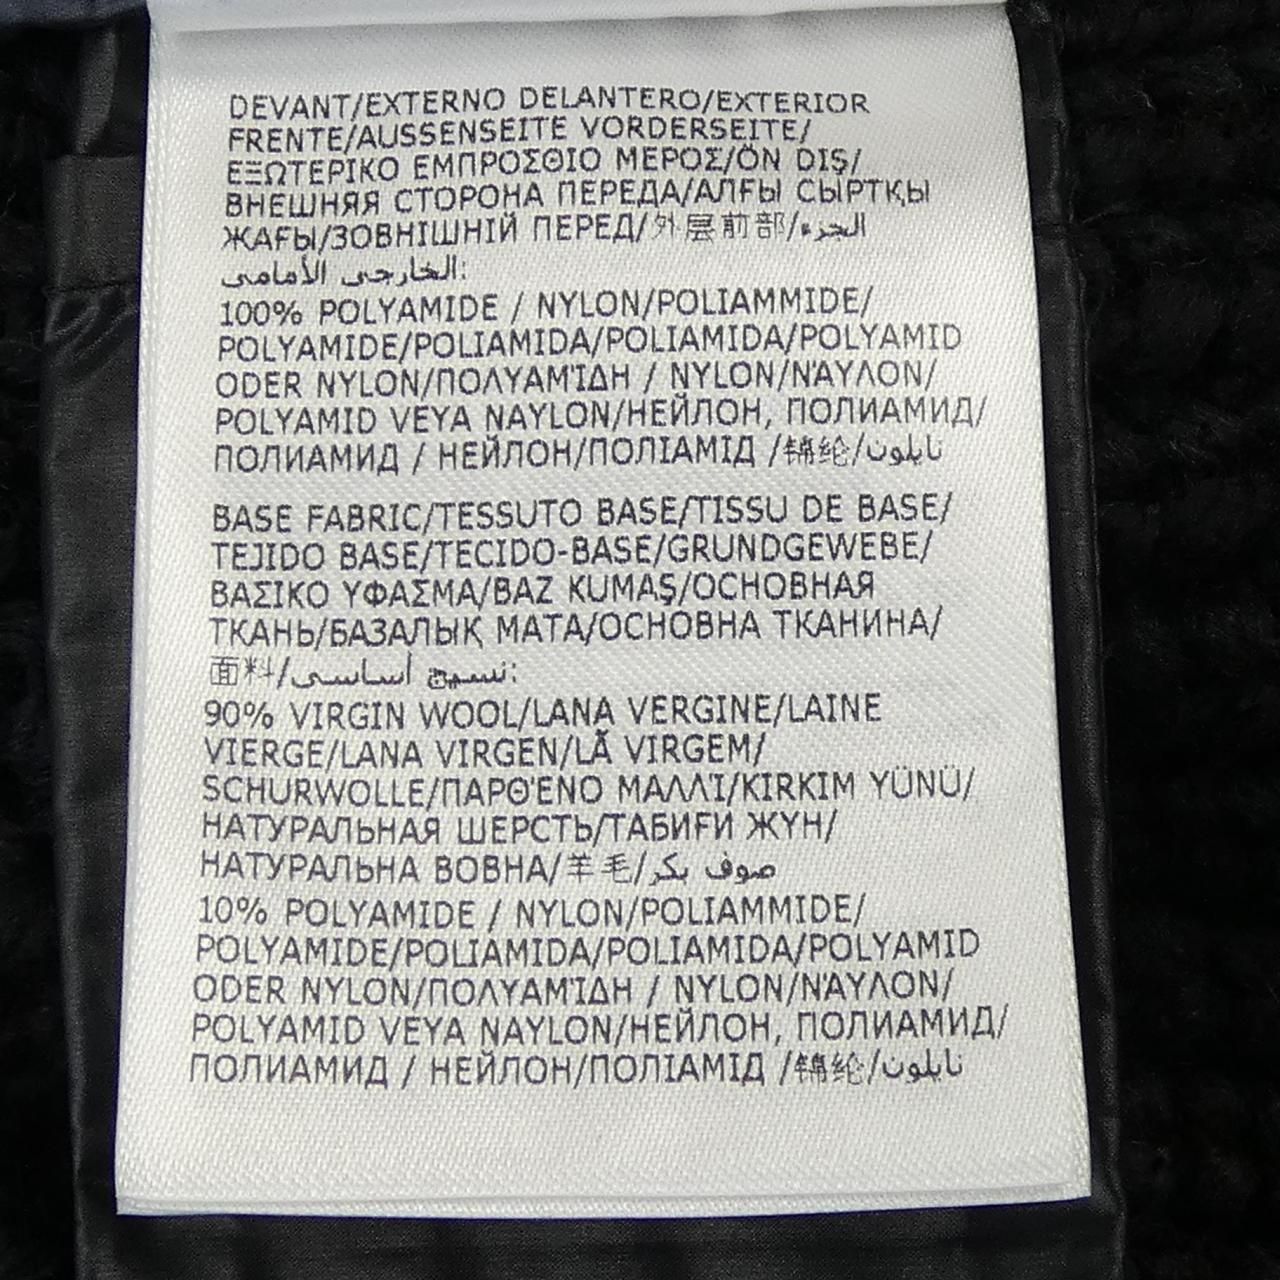 DEVANT/EXTERNO DELANTERO/EXTERIOR
FRENTE/AUSSENSEITE VORDERSEITE/
ΕΞΩΤΕΡΙΚΟ ΕΜΠΡΟΣΘΙΟ ΜΕΡΟΣ/ÖN DIŞ/
ВНЕШНЯЯ СТОРОНА ПЕРЕДА/АЛҒЫ СЫРТҚЫ
ЖАҒЫ/ЗОВНІШНІЙ ПЕРЕД/外层前部/الجزء
الخارجى الأمامى:
100% POLYAMIDE / NYLON/POLIAMMIDE/
POLYAMIDE/POLIAMIDA/POLIAMIDA/POLYAMID
ODER NYLON/ΠΟΛΥΑΜΊΔΗ / NYLON/ΝΆΥΛΟΝ/
POLYAMID VEYA NAYLON/НЕЙЛОН, ПОЛИАМИД/
ПОЛИАМИД / НЕЙЛОН/ПОЛІАМІД /锦纶/نايلون
BASE FABRIC/TESSUTO BASE/TISSU DE BASE/
TEJIDO BASE/TECIDO-BASE/GRUNDGEWEBE/
ΒΑΣΙΚΟ ΥΦΑΣΜΑ/BAZ KUMAŞ/ОСНОВНАЯ
ТКАНЬ/БАЗАЛЫҚ МАТА/ОСНОВНА ТКАНИНА/
面料/نسيج أساسى:
90% VIRGIN WOOL/LANA VERGINE/LAINE
VIERGE/LANA VIRGEN/LÃ VIRGEM/
SCHURWOLLE/ΠΑΡΘΈΝΟ ΜΑΛΛΊ/KIRKIM YÜNÜ/
НАТУРАЛЬНАЯ ШЕРСТЬ/ТАБИҒИ ЖҮН/
НАТУРАЛЬНА ВОВНА/羊毛/صوف بكر
10% POLYAMIDE / NYLON/POLIAMMIDE/
POLYAMIDE/POLIAMIDA/POLIAMIDA/POLYAMID
ODER NYLON/ΠΟΛΥΑΜΊΔΗ / NYLON/ΝΆΥΛΟΝ/
POLYAMID VEYA NAYLON/НЕЙЛОН, ПОЛИАМИД/
ПОЛИАМИД / НЕЙЛОН/ПОЛІАМІД /锦纶/نايلون